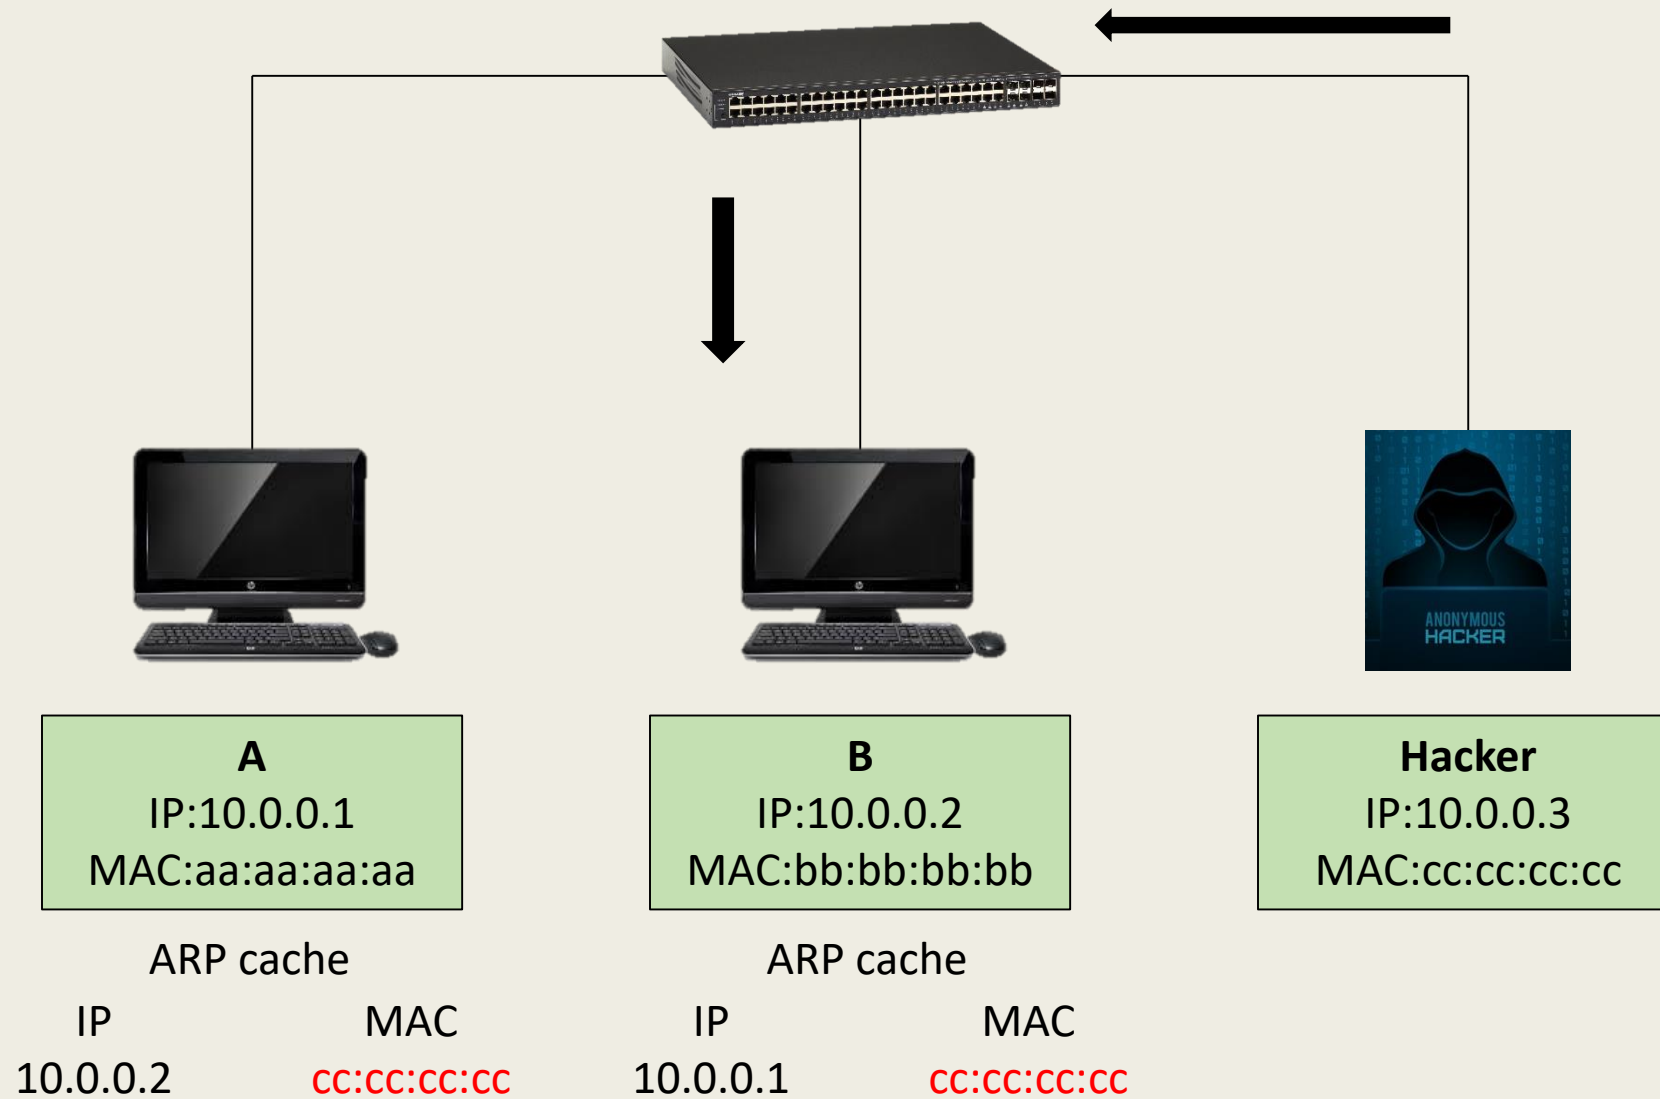 ANONYMOUS
HACKER
A
IP:10.0.0.1
MAC:aa:aa:aa:aa
B
IP:10.0.0.2
MAC:bb:bb:bb:bb
Hacker
IP:10.0.0.3
MAC:cc:cc:cc:cc
ARP cache
IP MAC
10.0.0.2 cc:cc:cc:cc
ARP cache
IP MAC
10.0.0.1 cc:cc:cc:cc